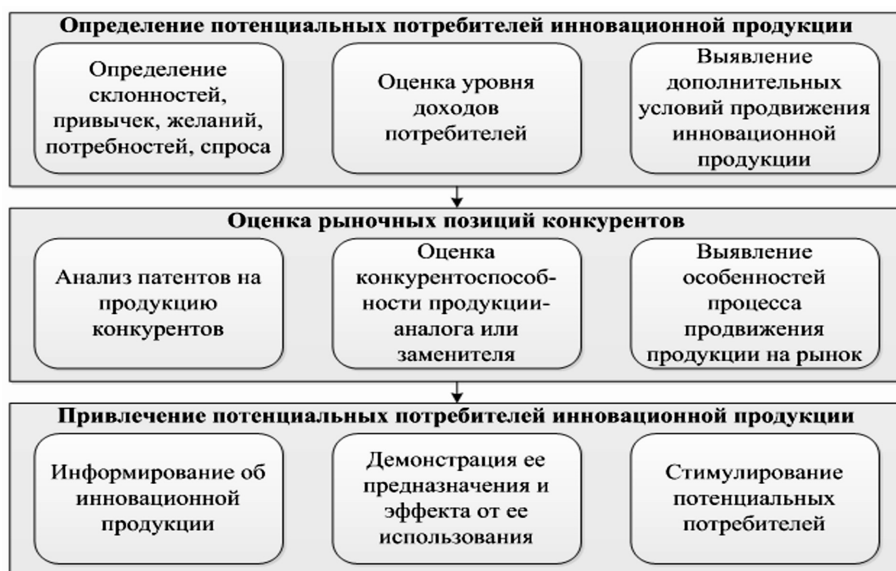 Определение потенциальных потребителей инновационной продукции
Определение
склонностей,
привычек, желаний,
потребностей, спроса
Оценка уровня
доходов
потребителей
Выявление
дополнительных
условий продвижения
инновационной
продукции
Оценка рыночных позиций конкурентов
Анализ патентов на
продукцию
конкурентов
Оценка
конкурентоспособ-
ности продукции-
аналога или
заменителя
Выявление
особенностей
процесса
продвижения
продукции на рынок
Привлечение потенциальных потребителей инновационной продукции
Информирование об
инновационной
продукции
Демонстрация ее
предназначения и
эффекта от ее
использования
Стимулирование
потенциальных
потребителей